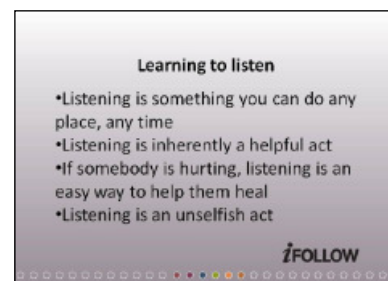 Learning to listen
•Listening is something you can do any
place, any time
•Listening is inherently a helpful act
•If somebody is hurting, listening is an
easy way to help them heal
•Listening is an unselfish act
iFOLLOW